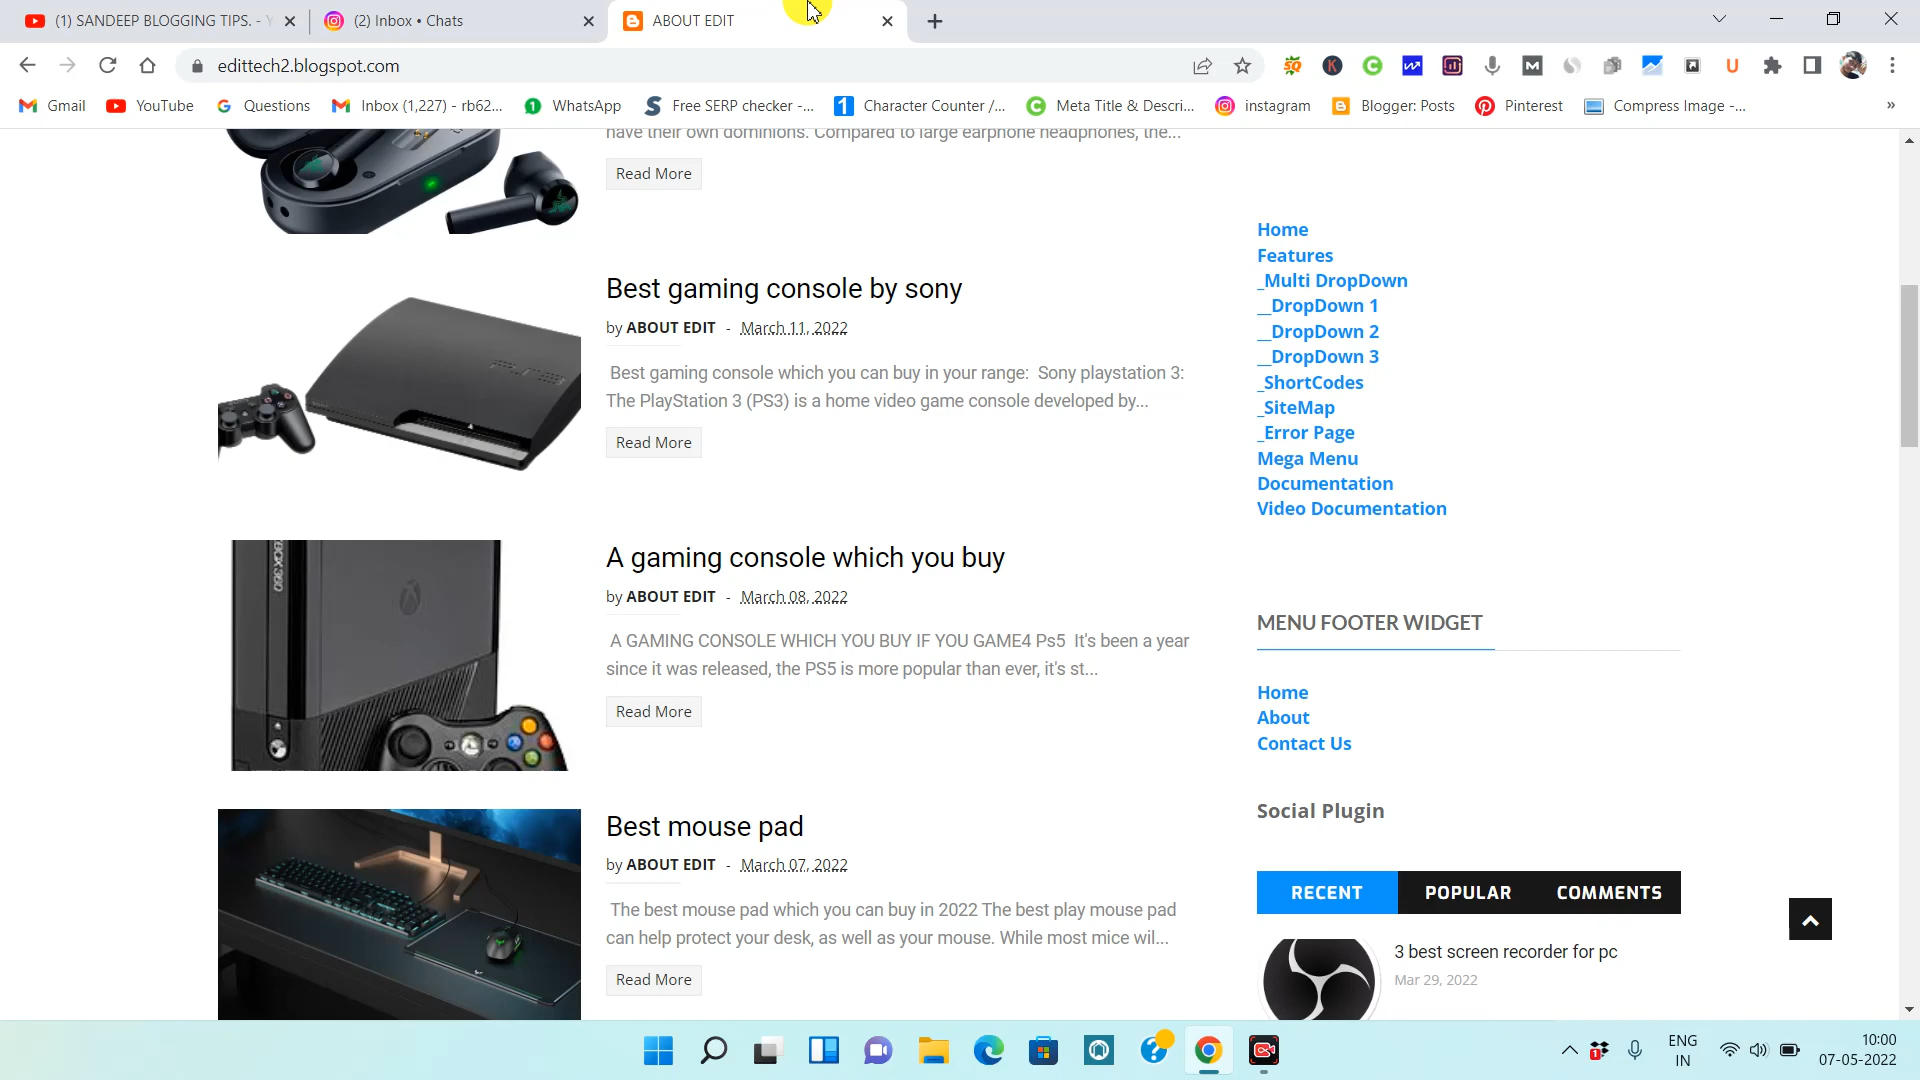 (1) SANDEEP BLOGGING TIPS. -
(2) Inbox • Chats
ABOUT EDIT
edittech2.blogspot.com
Gmail
YouTube
Questions
Inbox (1,227) - rb62...
WhatsApp
Free SERP checker -...
Character Counter /...
Meta Title & Descri...
instagram
Blogger: Posts
Pinterest
Compress Image -...
»
have their own dominions. Compared to large earphone headphones, the...
Read More
Best gaming console by sony
by ABOUT EDIT - March 11, 2022
Best gaming console which you can buy in your range: Sony playstation 3:
The PlayStation 3 (PS3) is a home video game console developed by...
Read More
PS3
A gaming console which you buy
by ABOUT EDIT - March 08, 2022
A GAMING CONSOLE WHICH YOU BUY IF YOU GAME4 Ps5 It's been a year
since it was released, the PS5 is more popular than ever, it's st...
Read More
XBOX 360
Best mouse pad
by ABOUT EDIT - March 07, 2022
The best mouse pad which you can buy in 2022 The best play mouse pad
can help protect your desk, as well as your mouse. While most mice wil...
Read More
Home
Features
_Multi DropDown
__DropDown 1
__DropDown 2
__DropDown 3
_ShortCodes
_SiteMap
_Error Page
Mega Menu
Documentation
Video Documentation
MENU FOOTER WIDGET
Home
About
Contact Us
Social Plugin
RECENT POPULAR COMMENTS
3 best screen recorder for pc
Mar 29, 2022
ENG
IN
10:00
07-05-2022